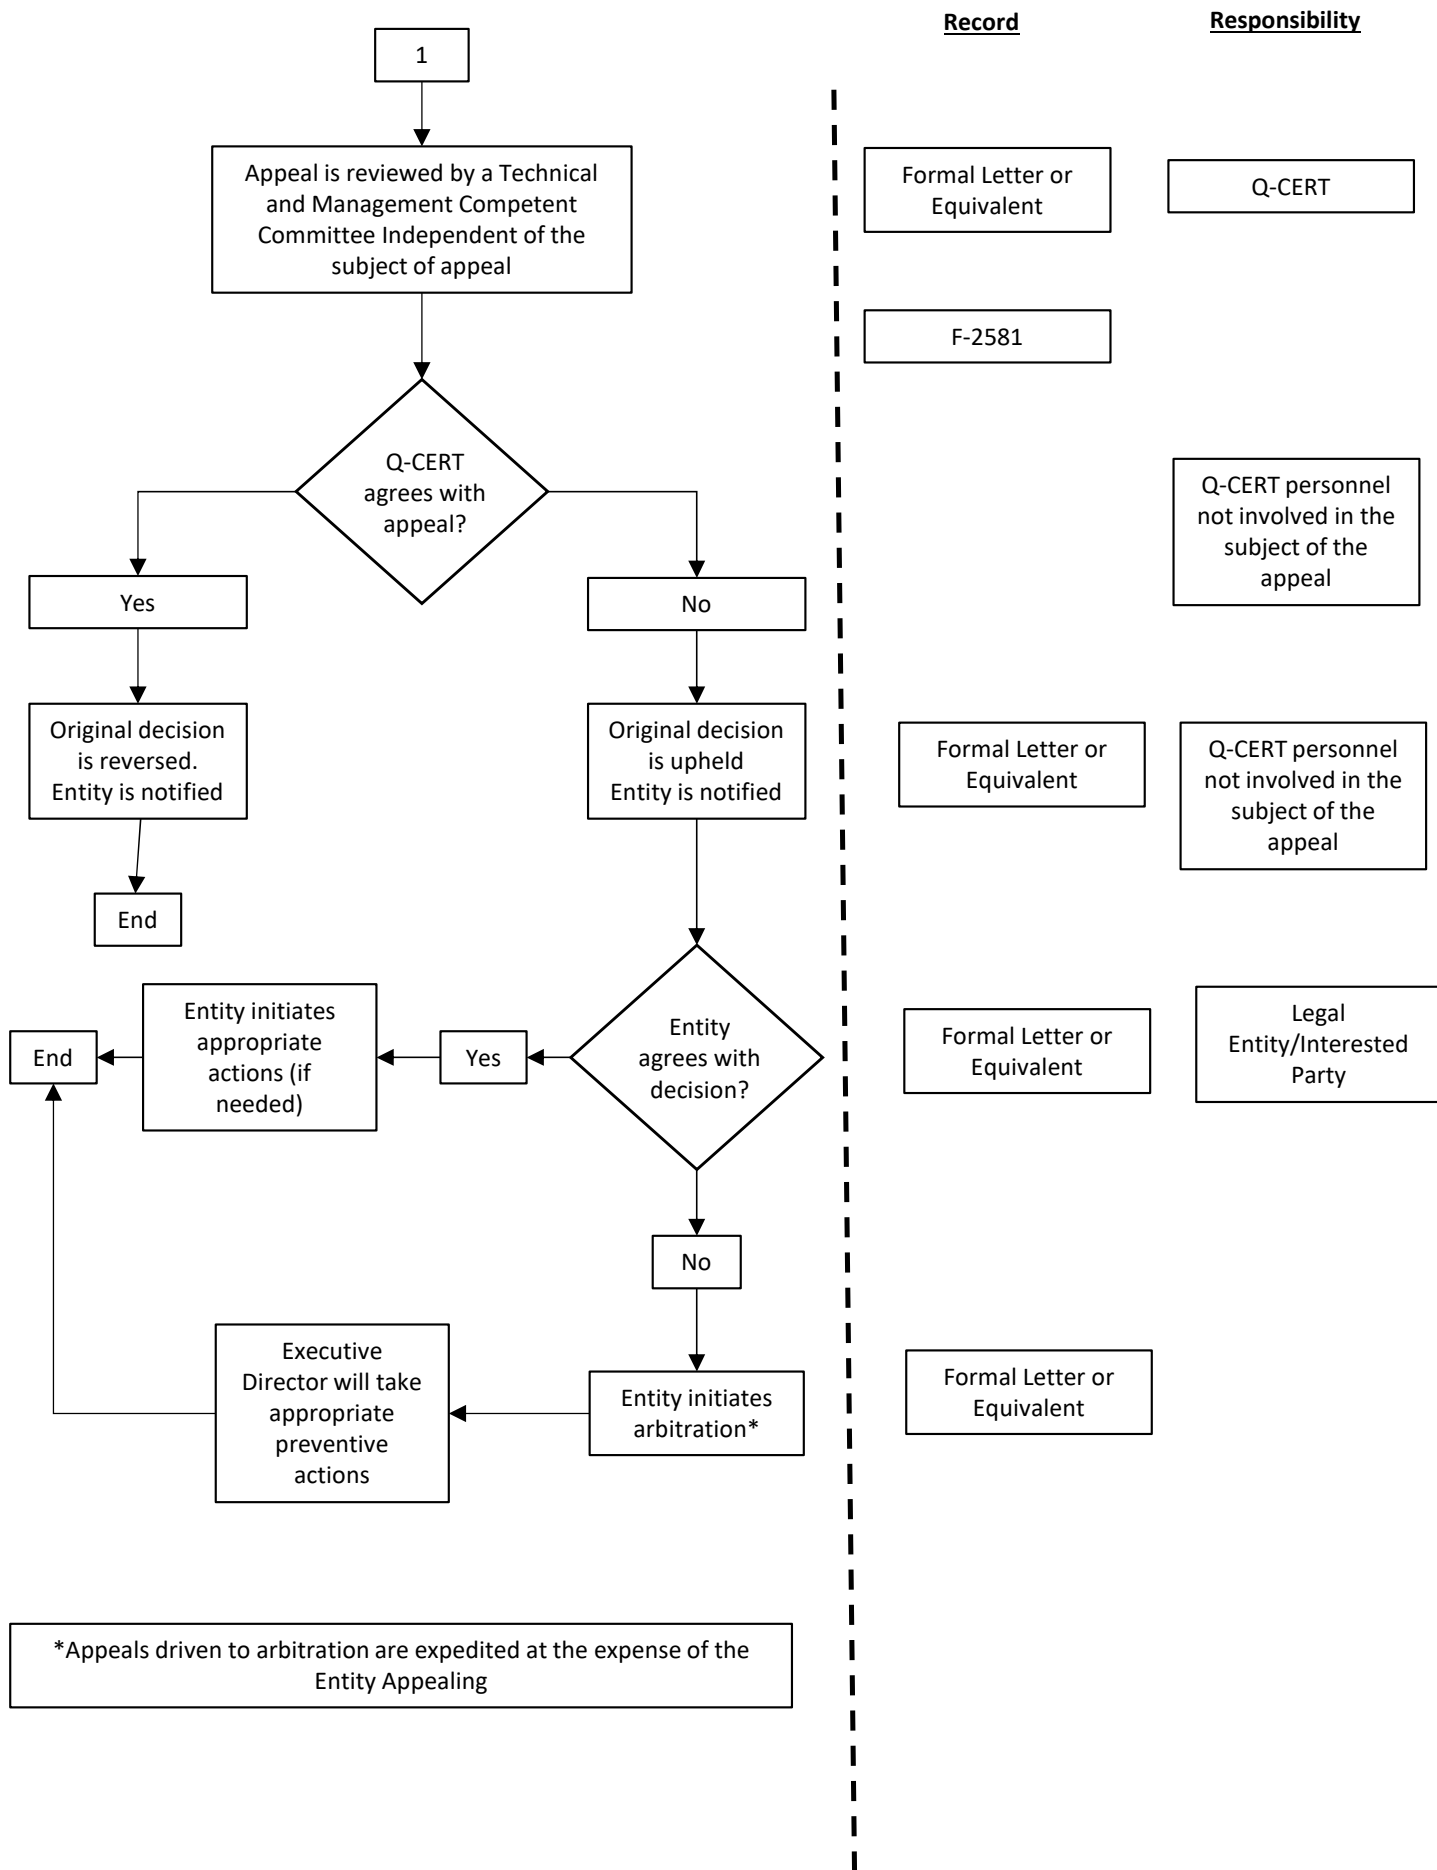 Record
Responsibility
1
Appeal is reviewed by a Technical
and Management Competent
Committee Independent of the
subject of appeal
Formal Letter or
Equivalent
Q-CERT
F-2581
Q-CERT
agrees with
appeal?
Q-CERT personnel
not involved in the
subject of the
appeal
Yes
No
Original decision
is reversed.
Entity is notified
Original decision
is upheld
Entity is notified
Formal Letter or
Equivalent
Q-CERT personnel
not involved in the
subject of the
appeal
End
End
Entity initiates
appropriate
actions (if
needed)
Yes
Entity
agrees with
decision?
Formal Letter or
Equivalent
Legal
Entity/Interested
Party
No
Executive
Director will take
appropriate
preventive
actions
Entity initiates
arbitration*
Formal Letter or
Equivalent
*Appeals driven to arbitration are expedited at the expense of the
Entity Appealing